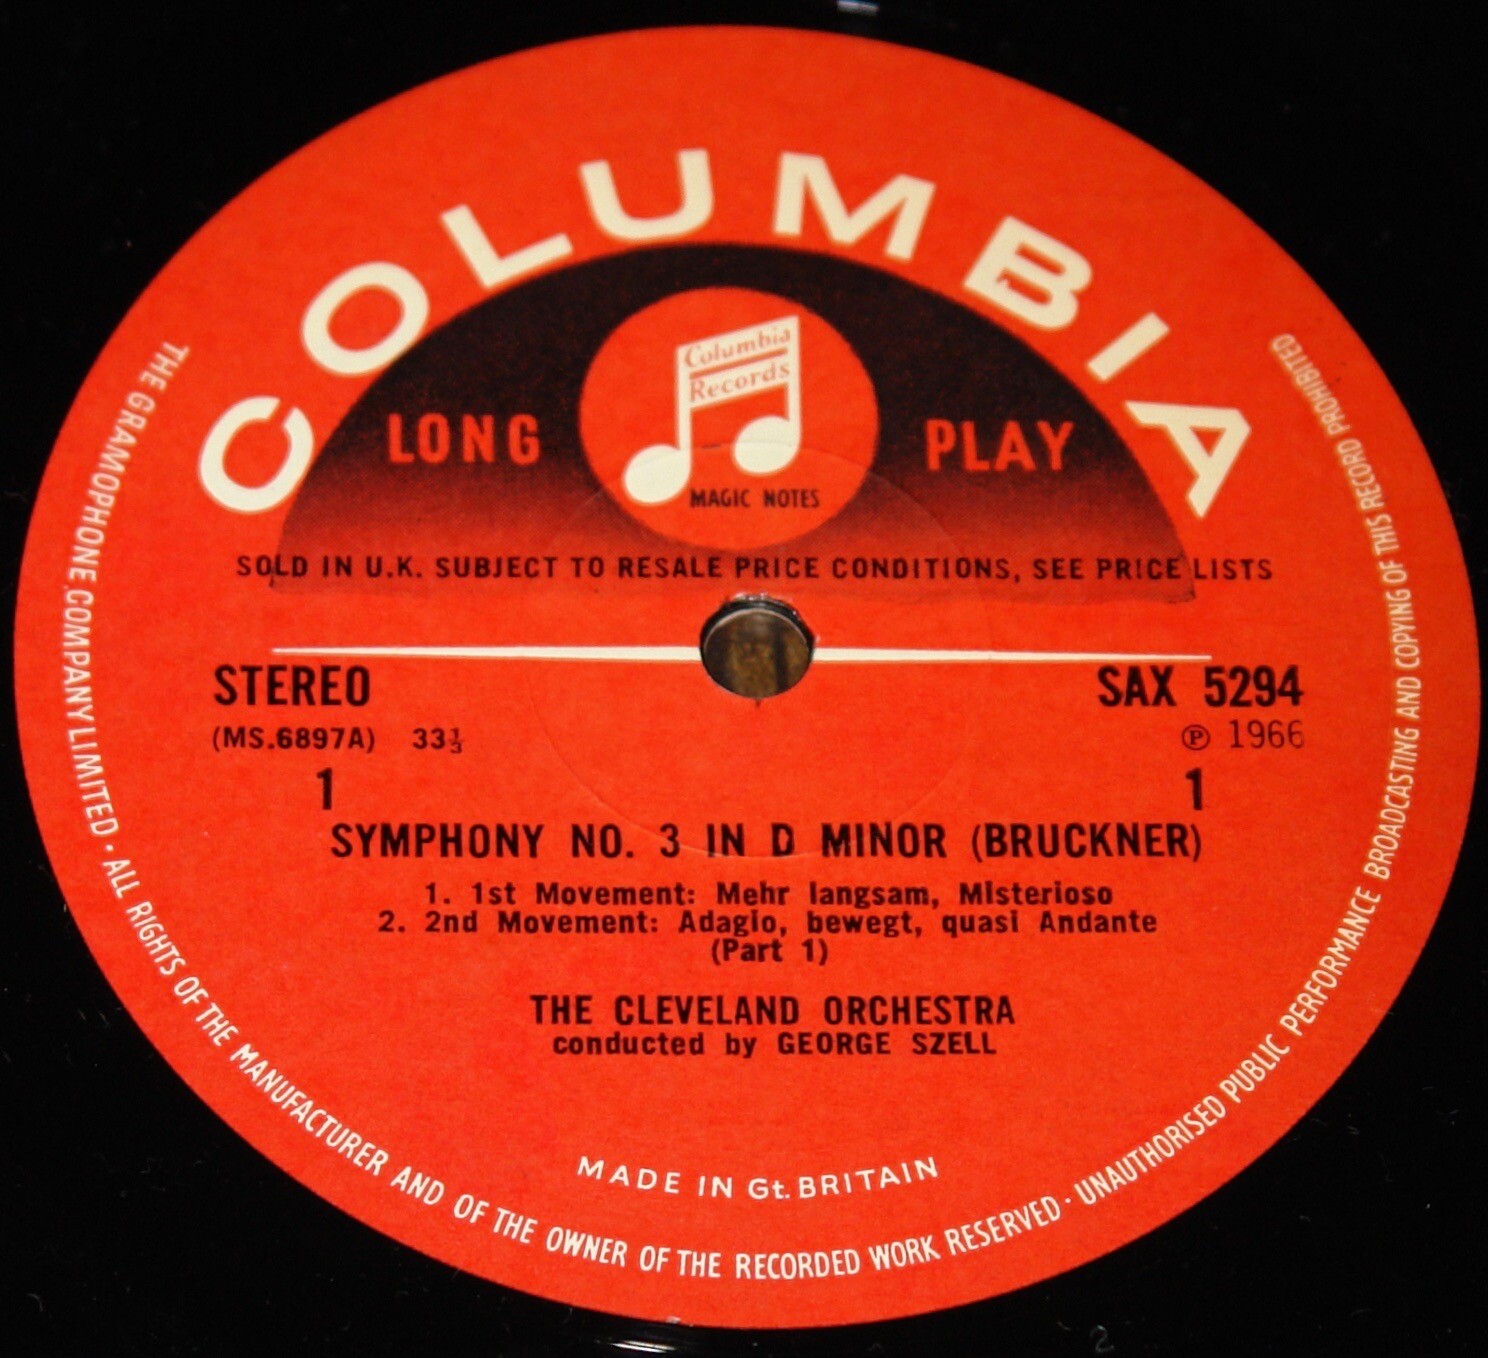 COLUMBIA
Columbia
Records
LONG PLAY
MAGIC NOTES
SOLD IN U.K. SUBJECT TO RESALE PRICE CONDITIONS, SEE PRICE LISTS
STEREO SAX 5294
(MS.6897A) 33⅓ ℗ 1966
1 1
SYMPHONY NO. 3 IN D MINOR (BRUCKNER)
1. 1st Movement: Mehr langsam, Misterioso
2. 2nd Movement: Adagio, bewegt, quasi Andante
(Part 1)
THE CLEVELAND ORCHESTRA
conducted by GEORGE SZELL
MADE IN Gt. BRITAIN
THE GRAMOPHONE COMPANY LIMITED · ALL RIGHTS OF THE MANUFACTURER AND OF THE OWNER OF THE RECORDED WORK RESERVED · UNAUTHORISED PUBLIC PERFORMANCE BROADCASTING AND COPYING OF THIS RECORD PROHIBITED
2